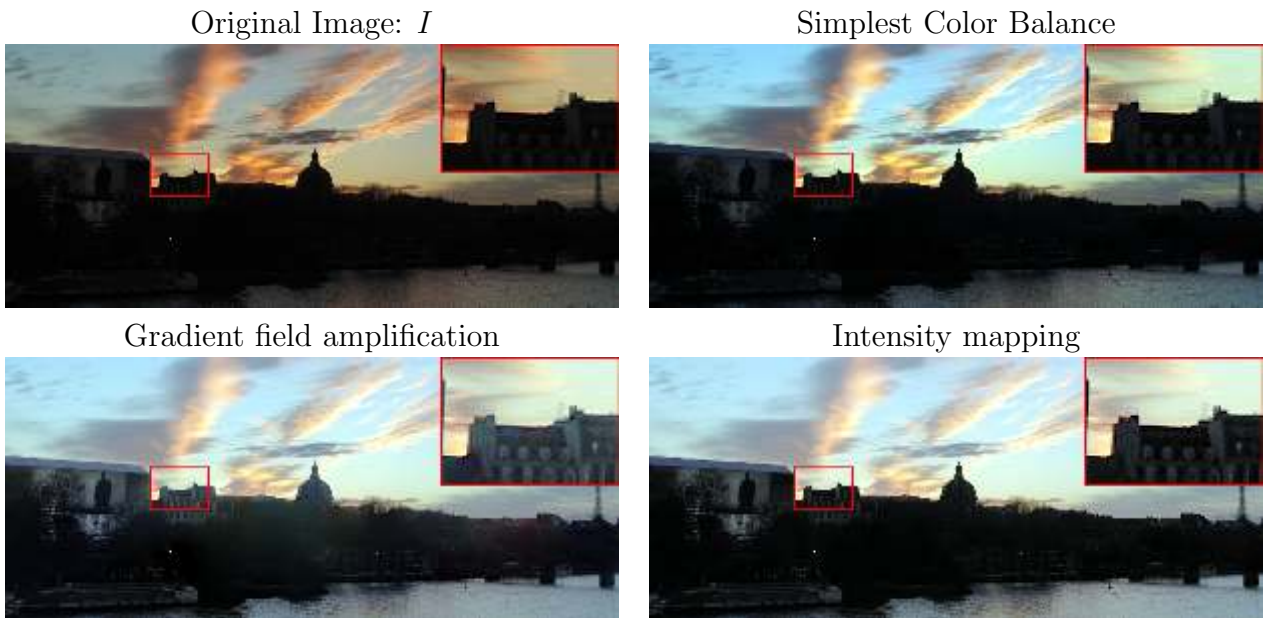 Original Image: I
Simplest Color Balance
Gradient field amplification
Intensity mapping